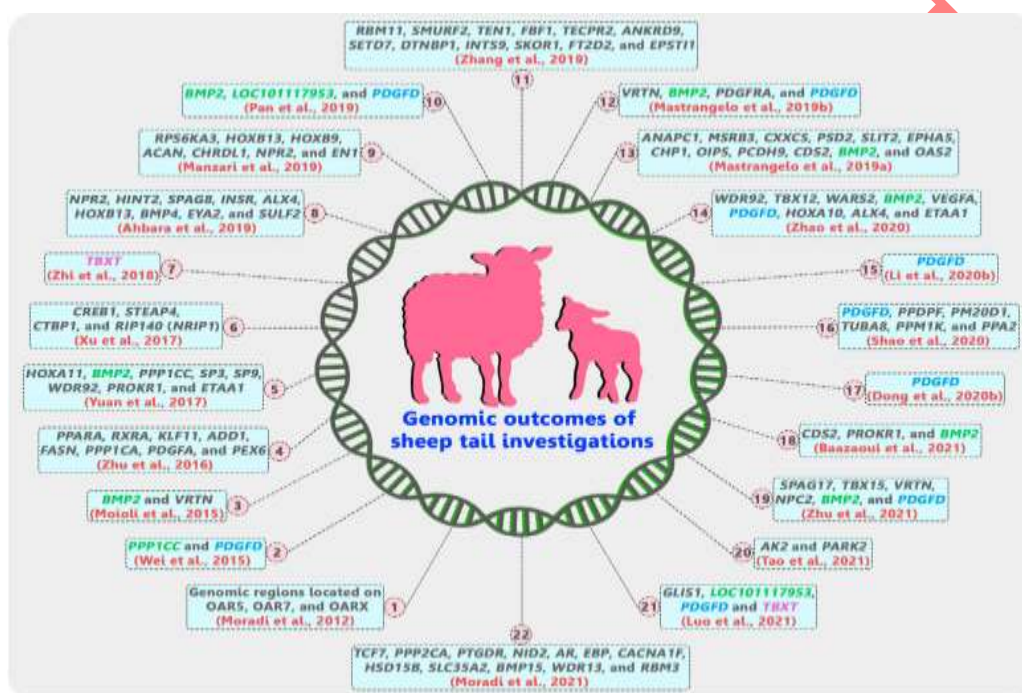 RBM11, SMURF2, TEN1, FBF1, TECPR2, ANKRD9,
SETD7, DTNBP1, INTS9, SKOR1, FT2D2, and EPSTI1
(Zhang et al., 2019)
11
BMP2, LOC101117953, and PDGFD
(Pan et al., 2019)
10
12
VRTN, BMP2, PDGFRA, and PDGFD
(Mastrangelo et al., 2019b)
RPS6KA3, HOXB13, HOXB9,
ACAN, CHRDL1, NPR2, and EN1
(Manzari et al., 2019)
9
13
ANAPC1, MSRB3, CXXC5, PSD2, SLIT2, EPHA5,
CHP1, OIP5, PCDH9, CDS2, BMP2, and OAS2
(Mastrangelo et al., 2019a)
NPR2, HINT2, SPAG8, INSR, ALX4,
HOXB13, BMP4, EYA2, and SULF2
(Ahbara et al., 2019)
8
14
WDR92, TBX12, WARS2, BMP2, VEGFA,
PDGFD, HOXA10, ALX4, and ETAA1
(Zhao et al., 2020)
TBXT
(Zhi et al., 2018)
7
15
PDGFD
(Li et al., 2020b)
CREB1, STEAP4,
CTBP1, and RIP140 (NRIP1)
(Xu et al., 2017)
6
16
PDGFD, PPDPF, PM20D1,
TUBA8, PPM1K, and PPA2
(Shao et al., 2020)
HOXA11, BMP2, PPP1CC, SP3, SP9,
WDR92, PROKR1, and ETAA1
(Yuan et al., 2017)
5
17
PDGFD
(Dong et al., 2020b)
Genomic outcomes of
sheep tail investigations
PPARA, RXRA, KLF11, ADD1,
FASN, PPP1CA, PDGFA, and PEX6
(Zhu et al., 2016)
4
18
CDS2, PROKR1, and BMP2
(Baazaoui et al., 2021)
BMP2 and VRTN
(Moioli et al., 2015)
3
19
SPAG17, TBX15, VRTN,
NPC2, BMP2, and PDGFD
(Zhu et al., 2021)
PPP1CC and PDGFD
(Wei et al., 2015)
2
20
AK2 and PARK2
(Tao et al., 2021)
Genomic regions located on
OAR5, OAR7, and OARX
(Moradi et al., 2012)
1
21
GLIS1, LOC101117953,
PDGFD and TBXT
(Luo et al., 2021)
22
TCF7, PPP2CA, PTGDR, NID2, AR, EBP, CACNA1F,
HSD15B, SLC35A2, BMP15, WDR13, and RBM3
(Moradi et al., 2021)